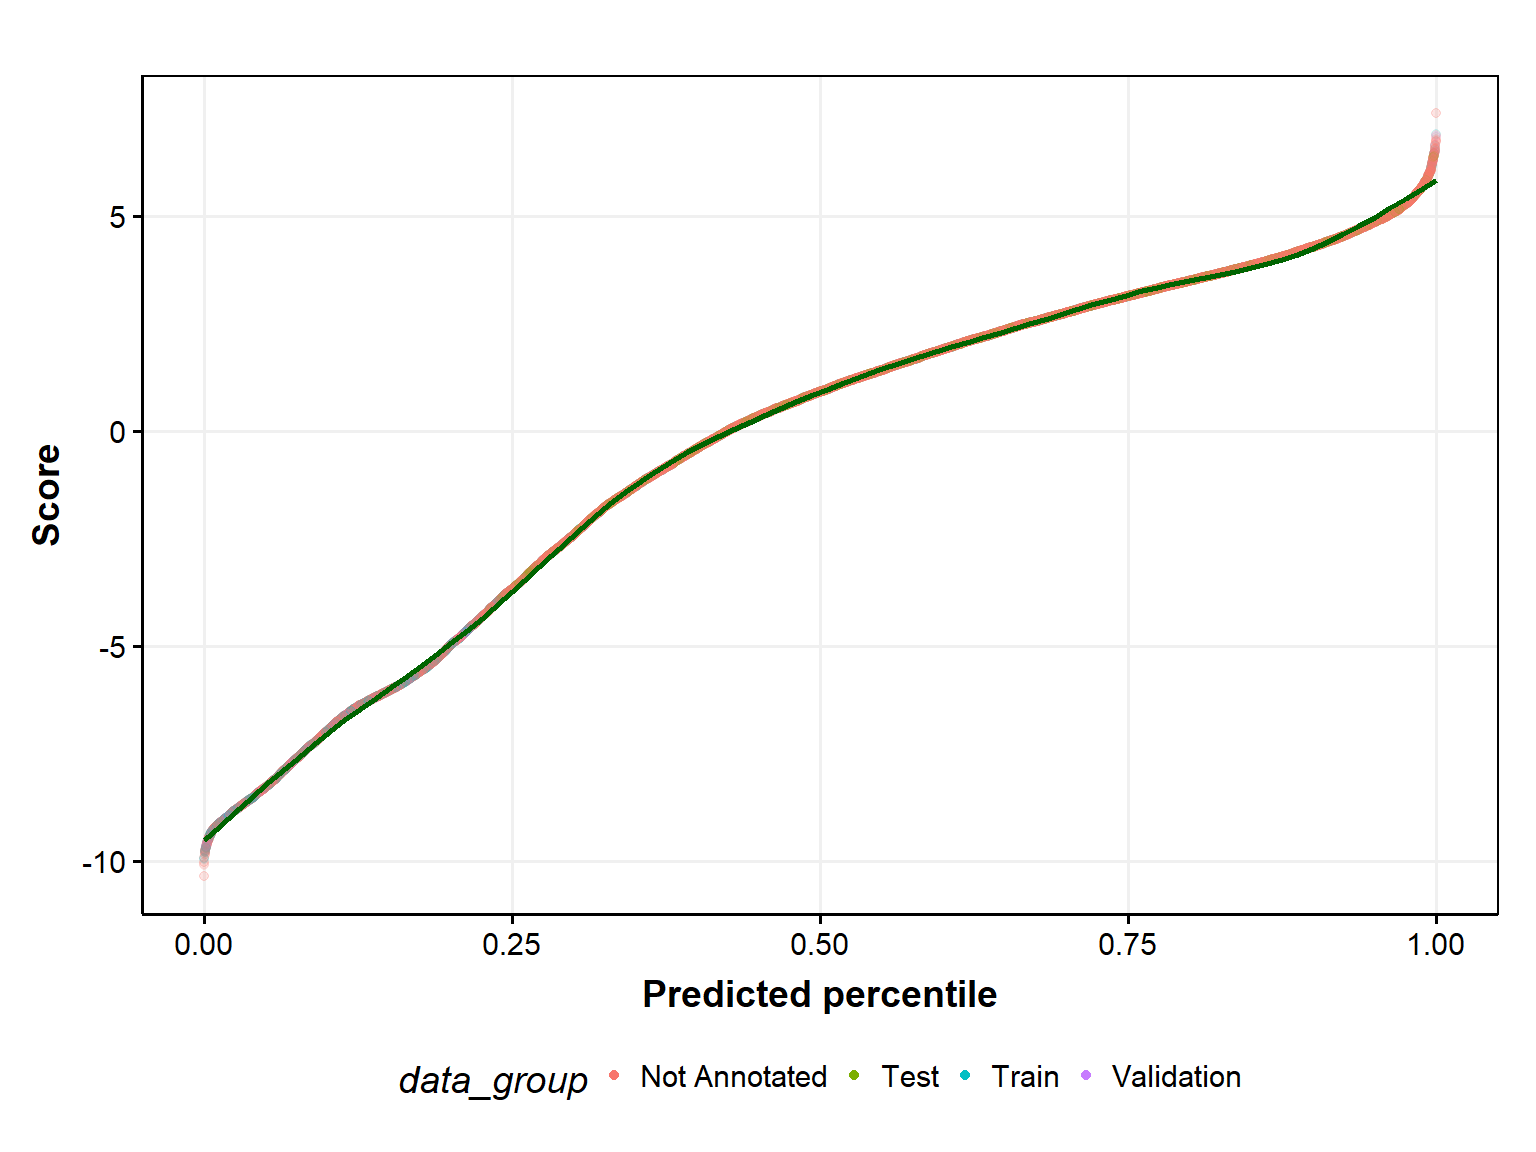 5
0
-5
-10
Score
0.00 0.25 0.50 0.75 1.00
Predicted percentile
data_group Not Annotated Test Train Validation